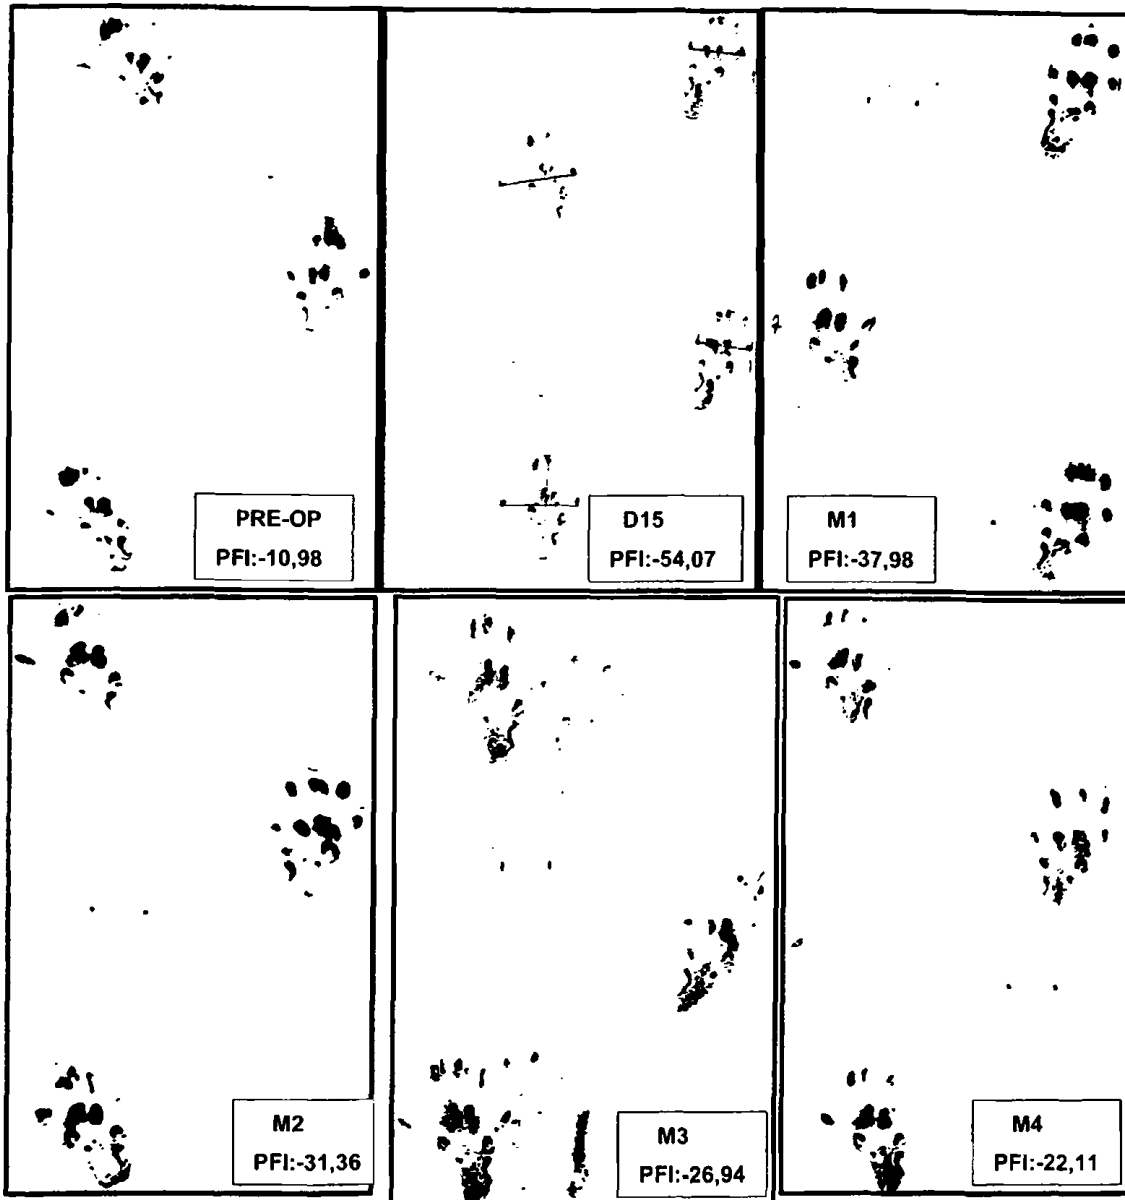 PRE-OP
PFI:-10,98
D15
PFI:-54,07
M1
PFI:-37,98
M2
PFI:-31,36
M3
PFI:-26,94
M4
PFI:-22,11